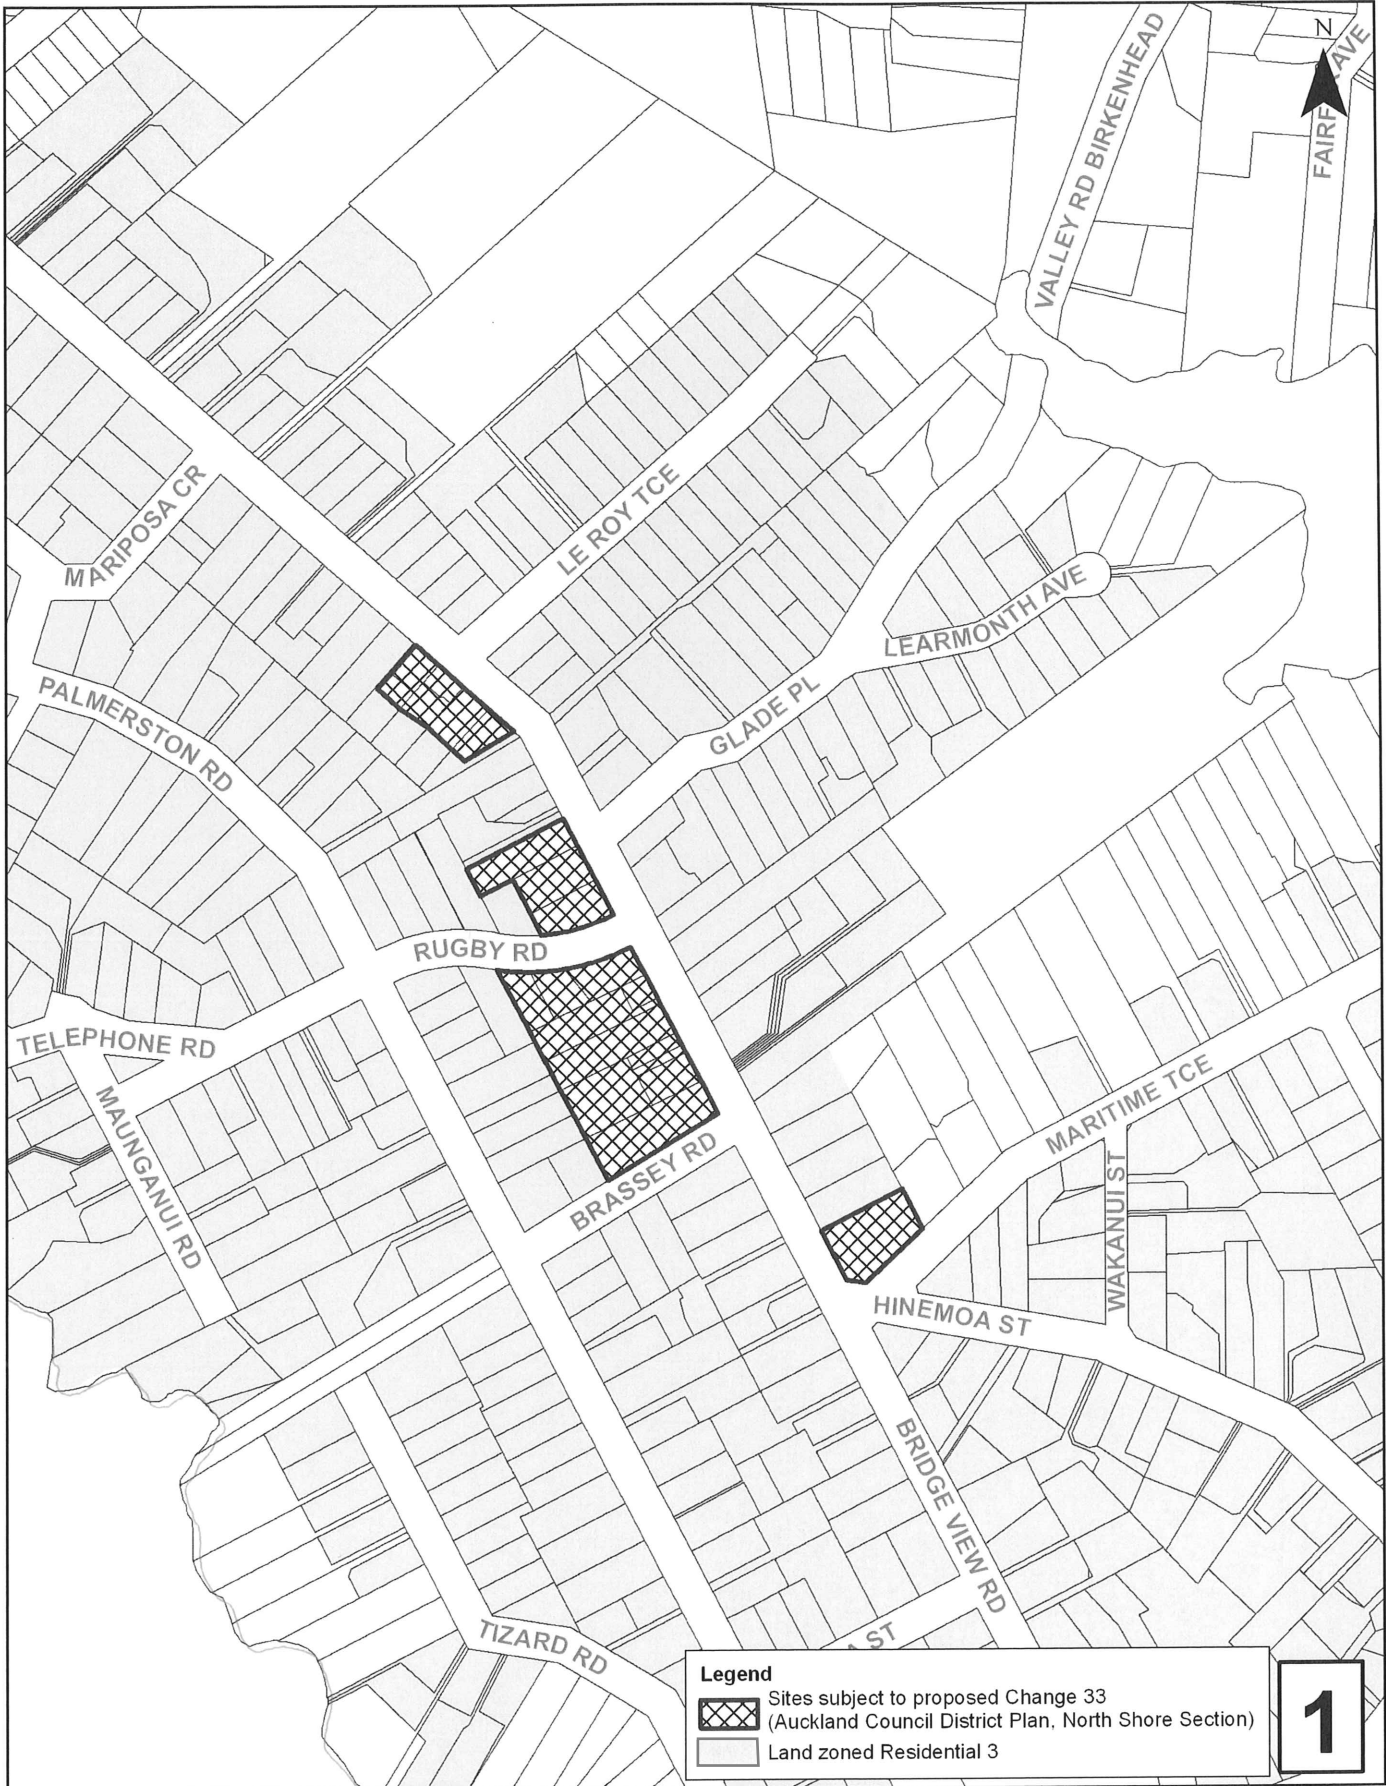 N
VALLEY RD BIRKENHEAD
FAIRF
AVE
MARIPOSA CR
LE ROY TCE
LEARMONTH AVE
PALMERSTON RD
GLADE PL
RUGBY RD
TELEPHONE RD
MAUNGANUI RD
BRASSEY RD
MARITIME TCE
WAKANUI ST
HINEMOA ST
BRIDGE VIEW RD
TIZARD RD
A ST
Legend
Sites subject to proposed Change 33
(Auckland Council District Plan, North Shore Section)
Land zoned Residential 3
1